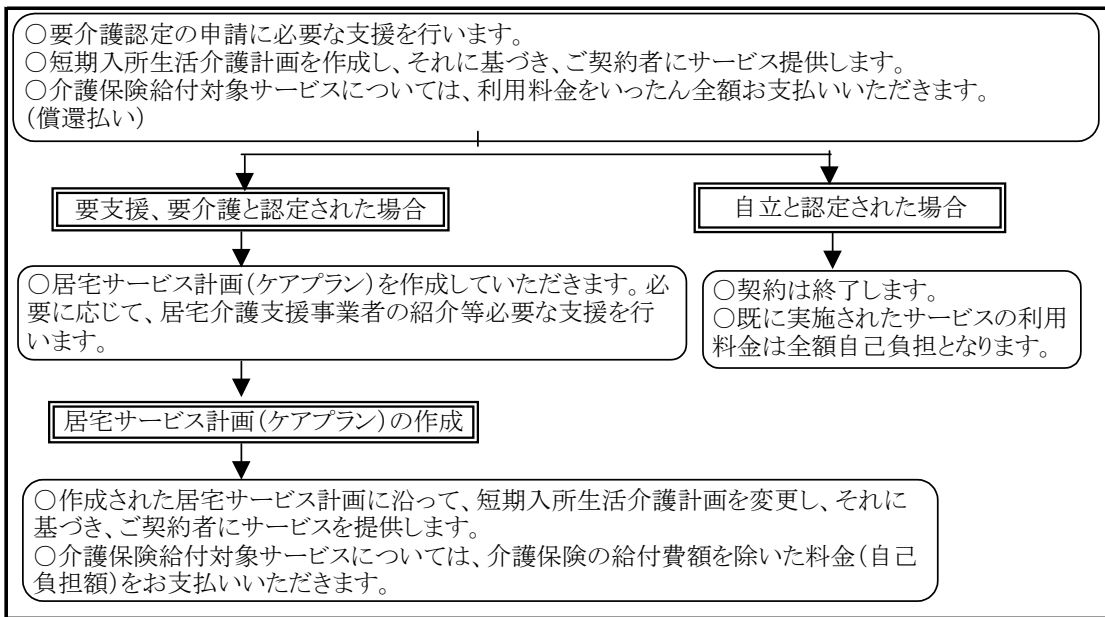 ○要介護認定の申請に必要な支援を行います。
○短期入所生活介護計画を作成し、それに基づき、ご契約者にサービス提供します。
○介護保険給付対象サービスについては、利用料金をいったん全額お支払いいただきます。
(償還払い)
要支援、要介護と認定された場合
自立と認定された場合
○居宅サービス計画(ケアプラン)を作成していただきます。必
要に応じて、居宅介護支援事業者の紹介等必要な支援を行
います。
○契約は終了します。
○既に実施されたサービスの利用
料金は全額自己負担となります。
居宅サービス計画(ケアプラン)の作成
○作成された居宅サービス計画に沿って、短期入所生活介護計画を変更し、それに
基づき、ご契約者にサービスを提供します。
○介護保険給付対象サービスについては、介護保険の給付費額を除いた料金(自己
負担額)をお支払いいただきます。